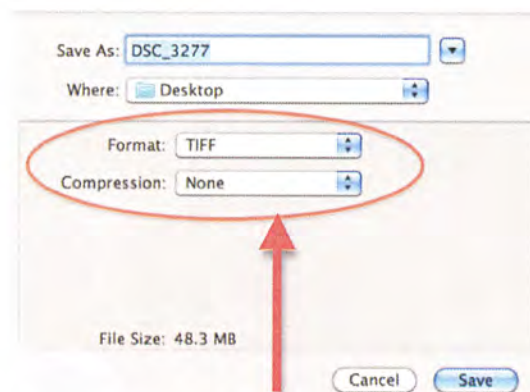 Save As: DSC_3277
Where: Desktop
Format: TIFF
Compression: None
File Size: 48.3 MB
Cancel Save